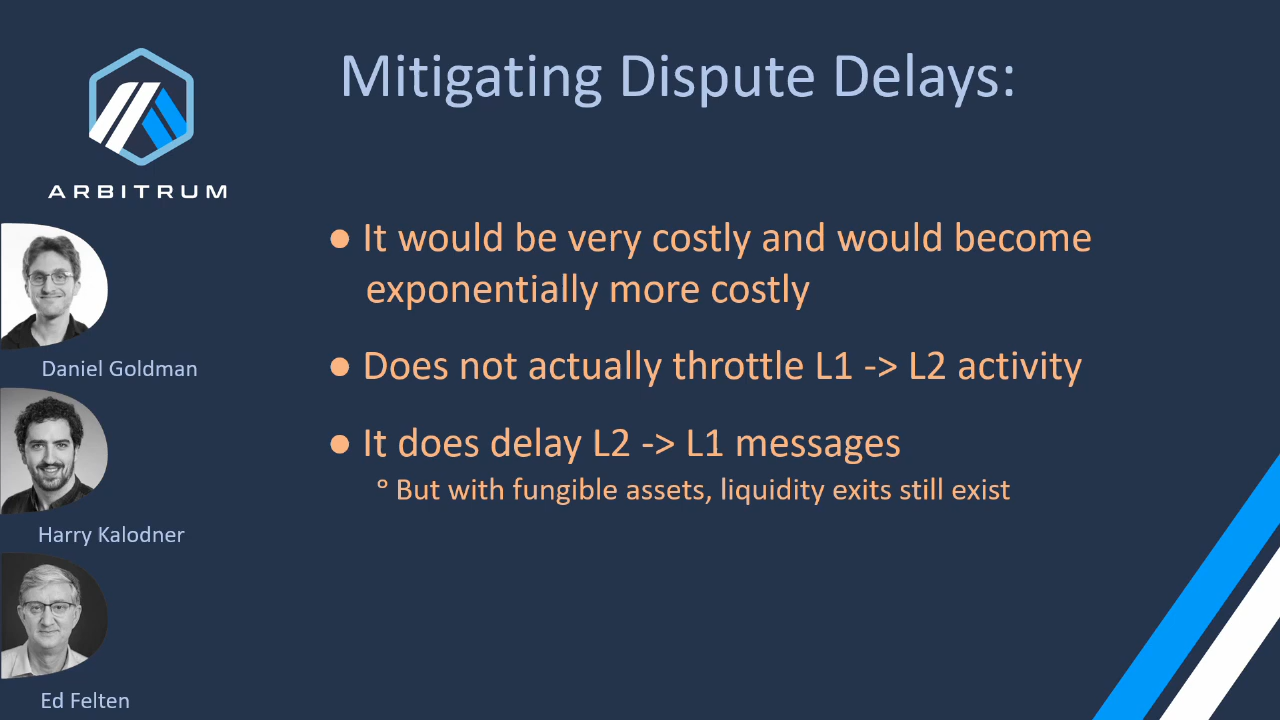 Mitigating Dispute Delays:
ARBITRUM
● It would be very costly and would become
exponentially more costly
● Does not actually throttle L1 -> L2 activity
● It does delay L2 -> L1 messages
° But with fungible assets, liquidity exits still exist
Daniel Goldman
Harry Kalodner
Ed Felten